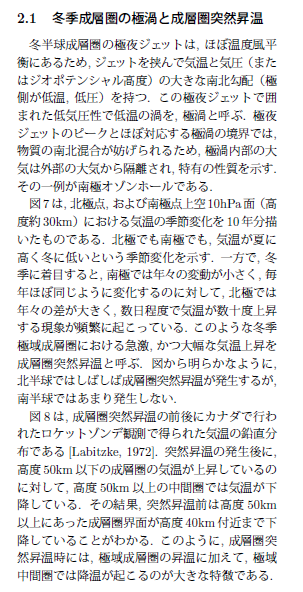 2.1 冬季成層圏の極渦と成層圏突然昇温
冬半球成層圏の極夜ジェットは，ほぼ温度風平
衡にあるため，ジェットを挟んで気温と気圧（また
はジオポテンシャル高度）の大きな南北勾配（極
側が低温，低圧）を持つ．この極夜ジェットで囲
まれた低気圧性で低温の渦を，極渦と呼ぶ．極夜
ジェットのピークとほぼ対応する極渦の境界では，
物質の南北混合が妨げられるため，極渦内部の大
気は外部の大気から隔離され，特有の性質を示す．
その一例が南極オゾンホールである．
図7は，北極点，および南極点上空10hPa面（高
度約30km）における気温の季節変化を10年分描
いたものである．北極でも南極でも，気温が夏に
高く冬に低いという季節変化を示す．一方で，冬
季に着目すると，南極では年々の変動が小さく，毎
年ほぼ同じように変化するのに対して，北極では
年々の差が大きく，数日程度で気温が数十度上昇
する現象が頻繁に起こっている．このような冬季
極域成層圏における急激，かつ大幅な気温上昇を
成層圏突然昇温と呼ぶ．図から明らかなように，
北半球ではしばしば成層圏突然昇温が発生するが，
南半球ではあまり発生しない．
図8は，成層圏突然昇温の前後にカナダで行わ
れたロケットゾンデ観測で得られた気温の鉛直分
布である [Labitzke, 1972]．突然昇温の発生後に，
高度50km以下の成層圏の気温が上昇しているの
に対して，高度50km以上の中間圏では気温が下
降している．その結果，突然昇温前は高度50km
以上にあった成層圏界面が高度40km付近まで下
降していることがわかる．このように，成層圏突
然昇温時には，極域成層圏の昇温に加えて，極域
中間圏では降温が起こるのが大きな特徴である．